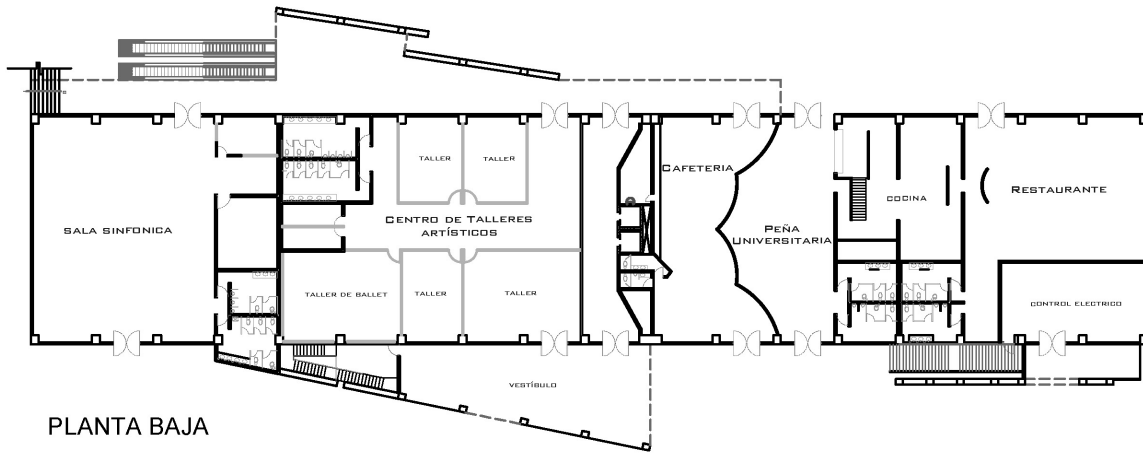 TALLER
TALLER
CAFETERIA
RESTAURANTE
COCINA
CENTRO DE TALLERES
ARTÍSTICOS
SALA SINFONICA
PEÑA
UNIVERSITARIA
TALLER DE BALLET
TALLER
TALLER
CONTROL ELECTRICO
VESTÍBULO
PLANTA BAJA